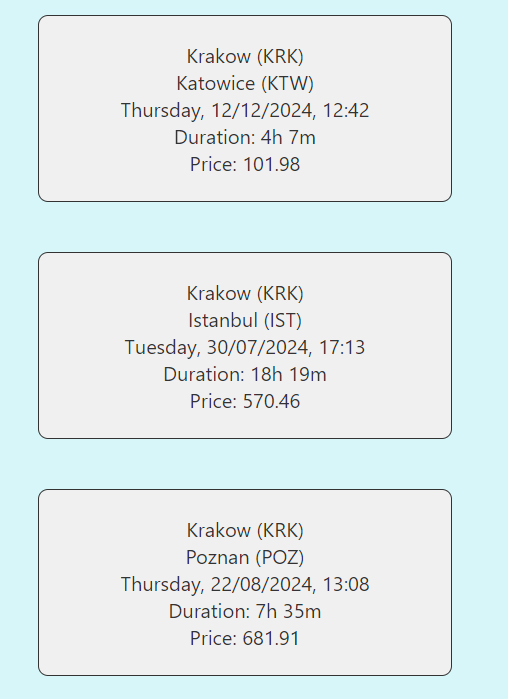 Krakow (KRK)
Katowice (KTW)
Thursday, 12/12/2024, 12:42
Duration: 4h 7m
Price: 101.98
Krakow (KRK)
Istanbul (IST)
Tuesday, 30/07/2024, 17:13
Duration: 18h 19m
Price: 570.46
Krakow (KRK)
Poznan (POZ)
Thursday, 22/08/2024, 13:08
Duration: 7h 35m
Price: 681.91